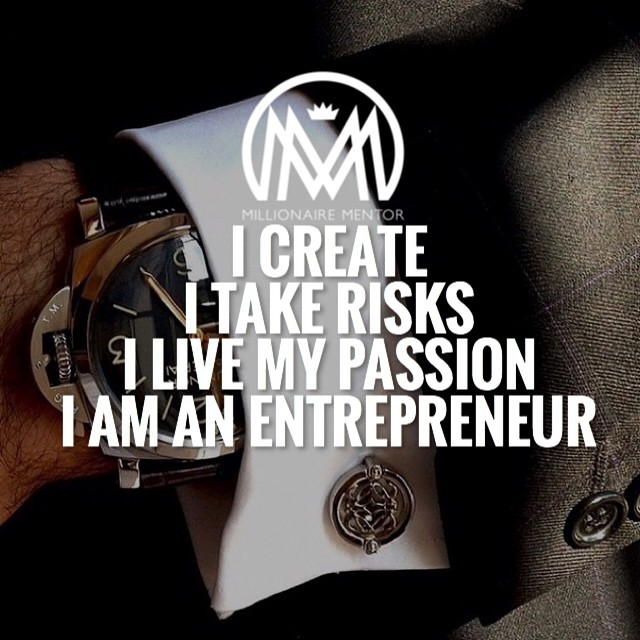 MILLIONAIRE MENTOR
I CREATE
I TAKE RISKS
I LIVE MY PASSION
I AM AN ENTREPRENEUR